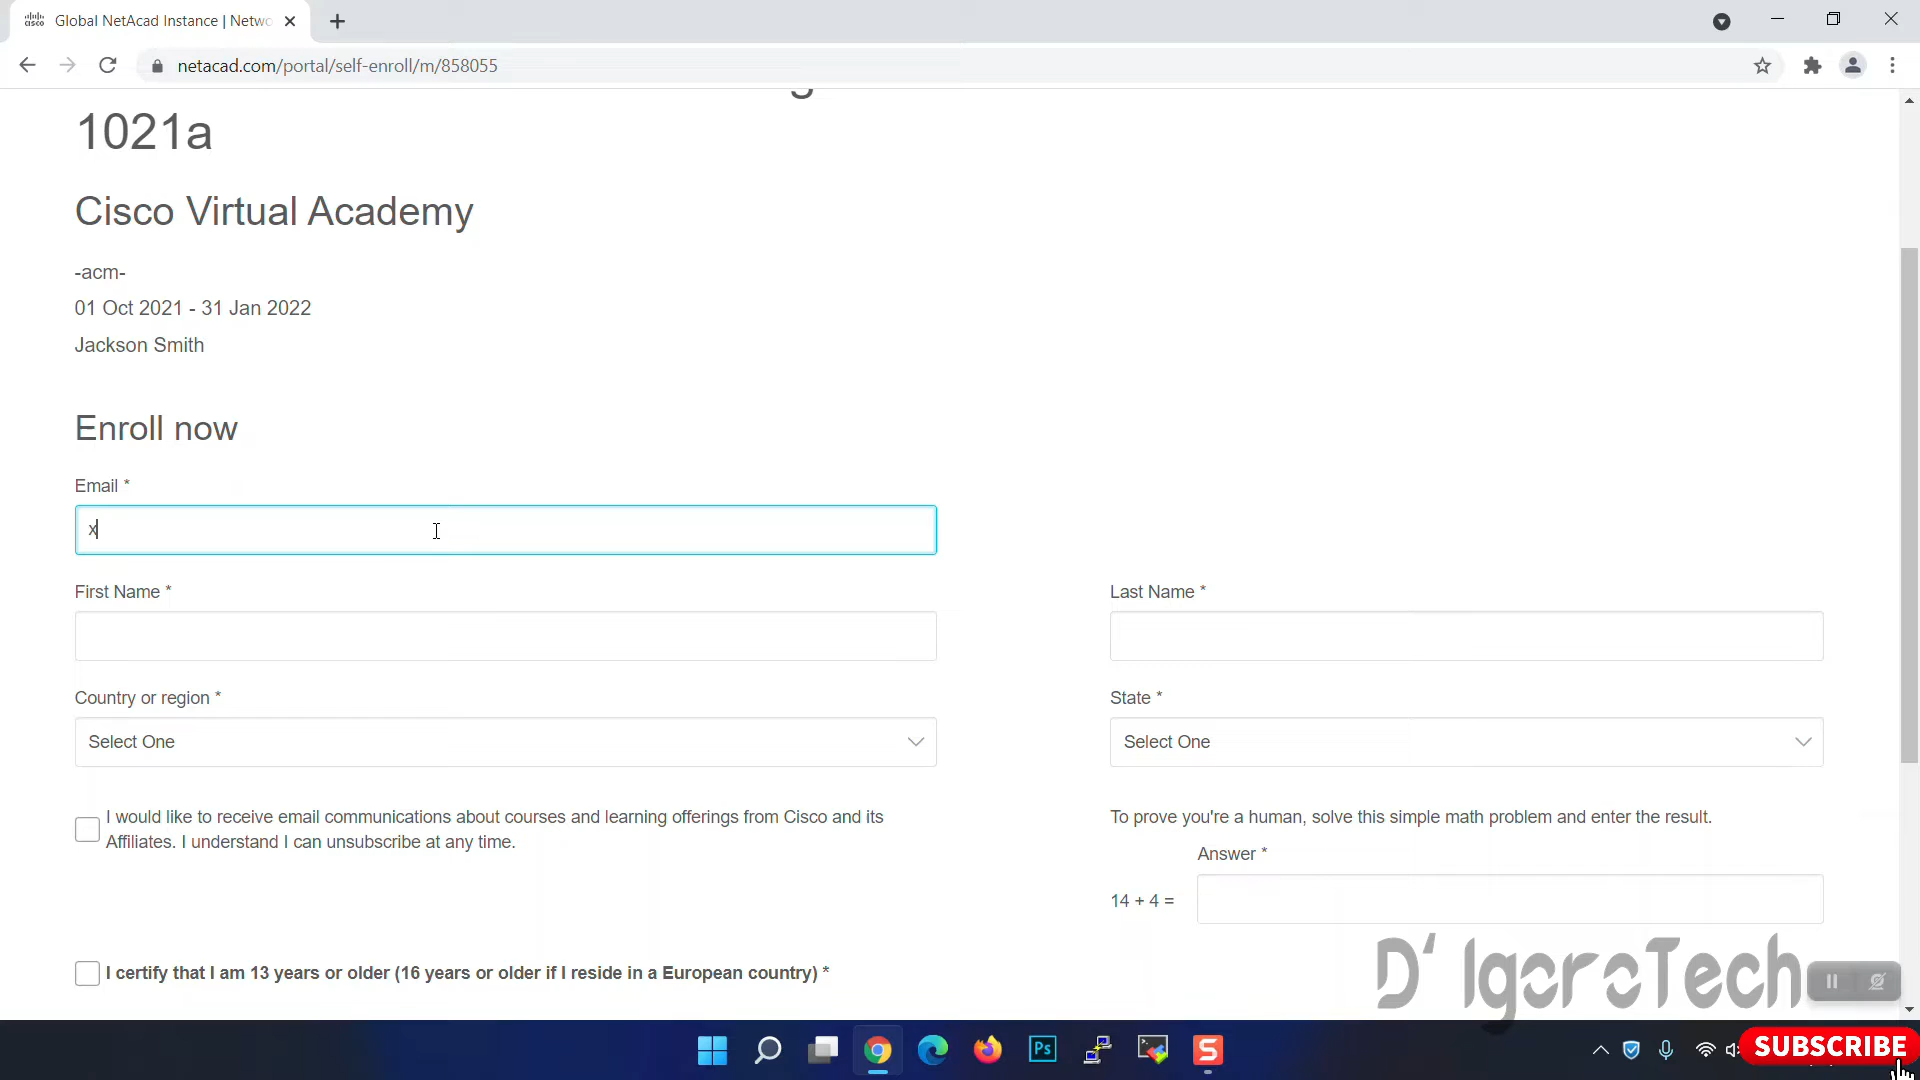 Global NetAcad Instance | Netwo
netacad.com/portal/self-enroll/m/858055
1021a
Cisco Virtual Academy
-acm-
01 Oct 2021 - 31 Jan 2022
Jackson Smith
Enroll now
Email *
x
First Name *
Last Name *
Country or region *
State *
Select One
Select One
I would like to receive email communications about courses and learning offerings from Cisco and its
Affiliates. I understand I can unsubscribe at any time.
To prove you're a human, solve this simple math problem and enter the result.
Answer *
14 + 4 =
I certify that I am 13 years or older (16 years or older if I reside in a European country) *
D' IgoroTech
Ps
S
SUBSCRIBE